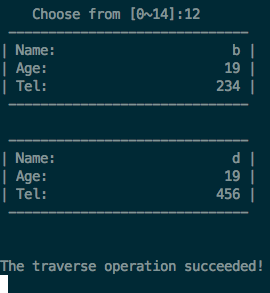 Choose from [0~14]:12
-----------------------------
| Name: b |
| Age: 19 |
| Tel: 234 |
-----------------------------
-----------------------------
| Name: d |
| Age: 19 |
| Tel: 456 |
-----------------------------
The traverse operation succeeded!